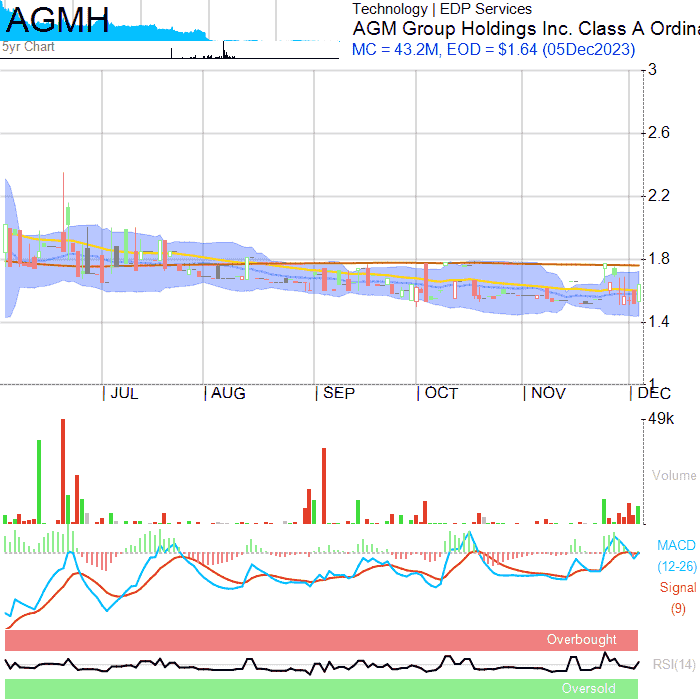 AGMH
5yr Chart
Technology | EDP Services
AGM Group Holdings Inc. Class A Ordina
MC = 43.2M, EOD = $1.64 (05Dec2023)
3
2.6
2.2
1.8
1.4
1
JUL
AUG
SEP
OCT
NOV
DEC
49k
Volume
MACD
(12-26)
Signal
(9)
Overbought
RSI(14)
Oversold